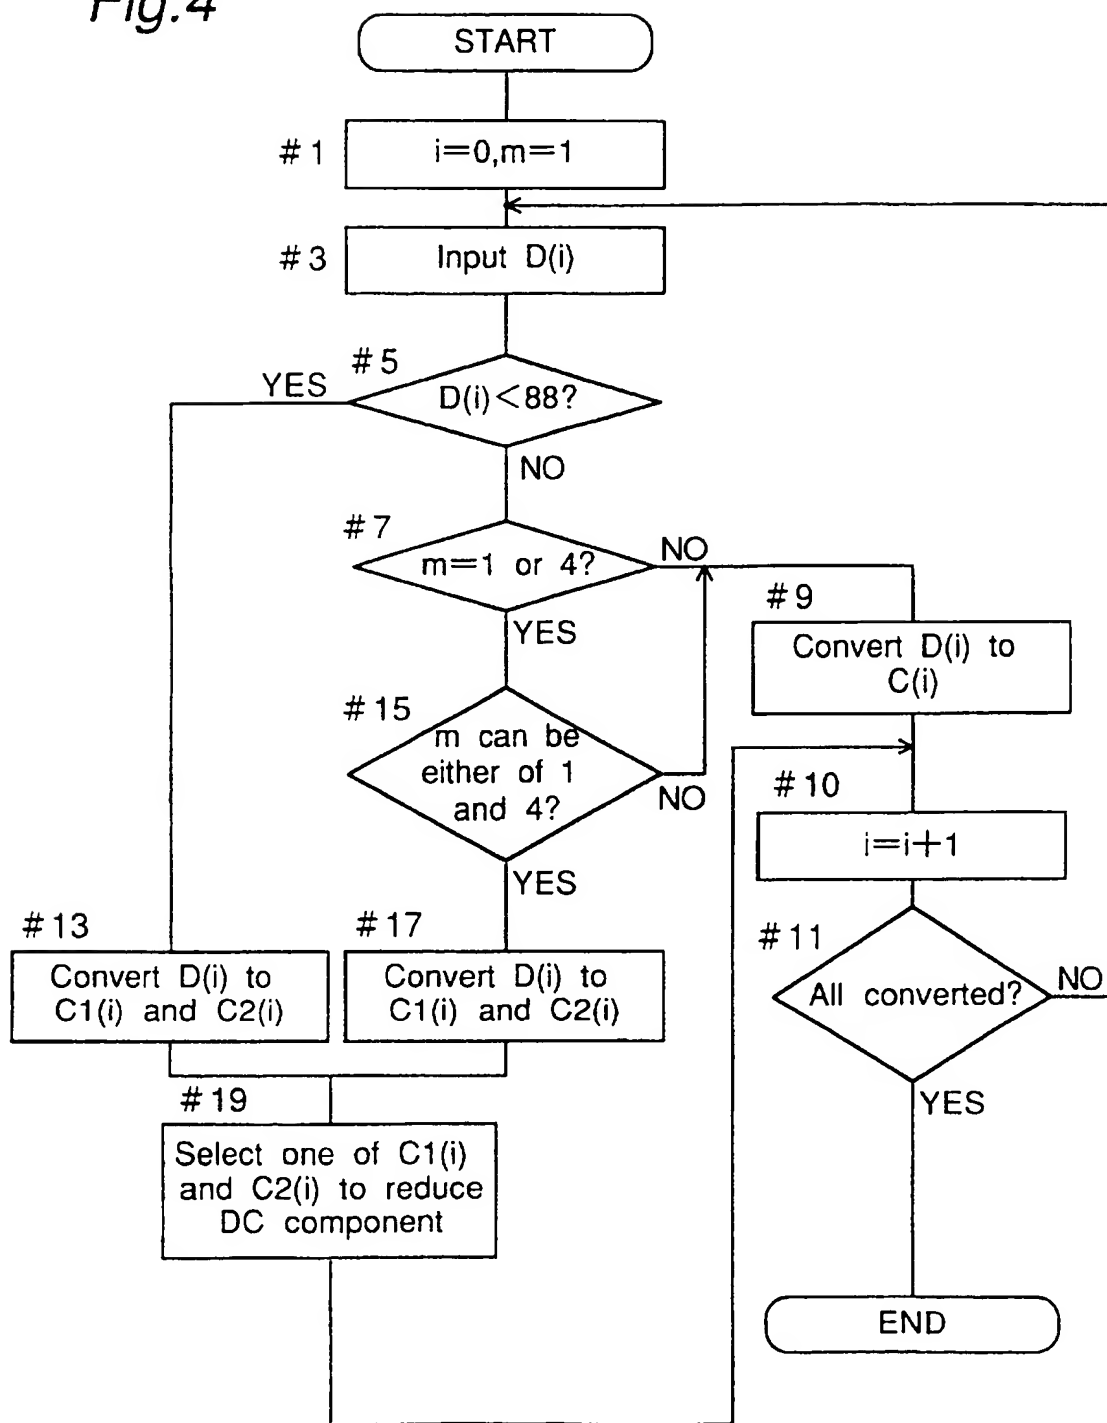 Fig.4
START
#1
i=0,m=1
#3
Input D(i)
#5
YES
D(i)<88?
NO
#7
m=1 or 4?
NO
YES
#9
Convert D(i) to
C(i)
#15
m can be
either of 1
and 4?
NO
YES
#10
i=i+1
#11
All converted?
NO
YES
#13
Convert D(i) to
C1(i) and C2(i)
#17
Convert D(i) to
C1(i) and C2(i)
#19
Select one of C1(i)
and C2(i) to reduce
DC component
END